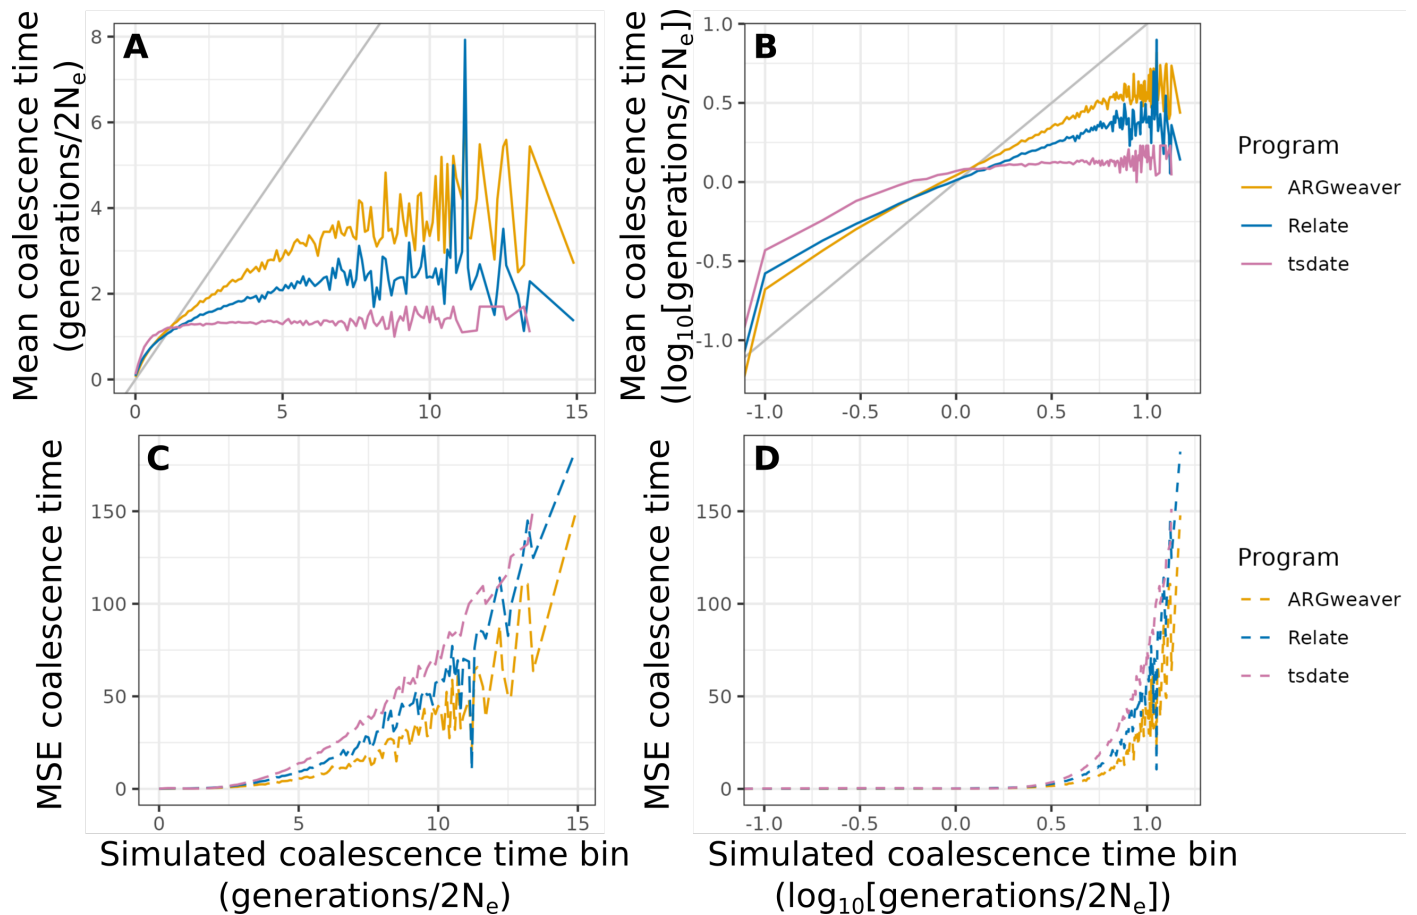 A
Mean coalescence time
(generations/2Nₑ)
8
6
4
2
0
0 5 10 15
B
Mean coalescence time
(log₁₀[generations/2Nₑ])
1.0
0.5
0.0
-0.5
-1.0
-1.0 -0.5 0.0 0.5 1.0
Program
ARGweaver
Relate
tsdate
C
MSE coalescence time
150
100
50
0
0 5 10 15
Simulated coalescence time bin
(generations/2Nₑ)
D
MSE coalescence time
150
100
50
0
-1.0 -0.5 0.0 0.5 1.0
Simulated coalescence time bin
(log₁₀[generations/2Nₑ])
Program
ARGweaver
Relate
tsdate